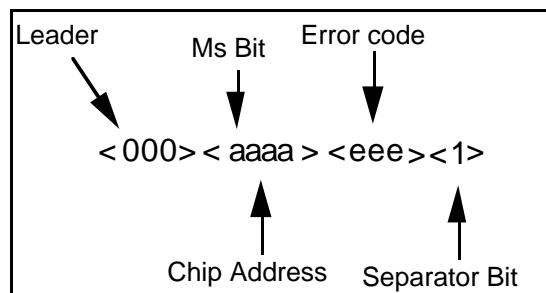 Leader
Ms Bit
Error code
<000>< aaaa > <eee ><1>
Chip Address
Separator Bit